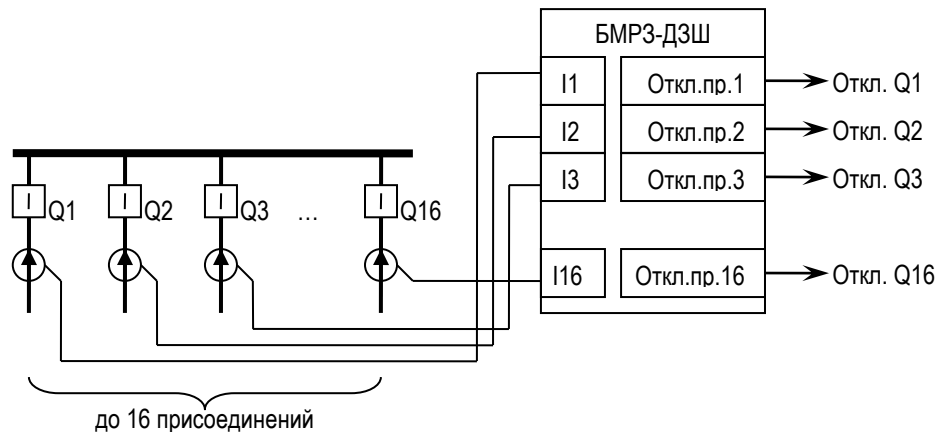 БМРЗ-ДЗШ
I1 Откл.пр.1 Откл. Q1
I2 Откл.пр.2 Откл. Q2
I3 Откл.пр.3 Откл. Q3
I16 Откл.пр.16 Откл. Q16
Q1 Q2 Q3 ... Q16
до 16 присоединений